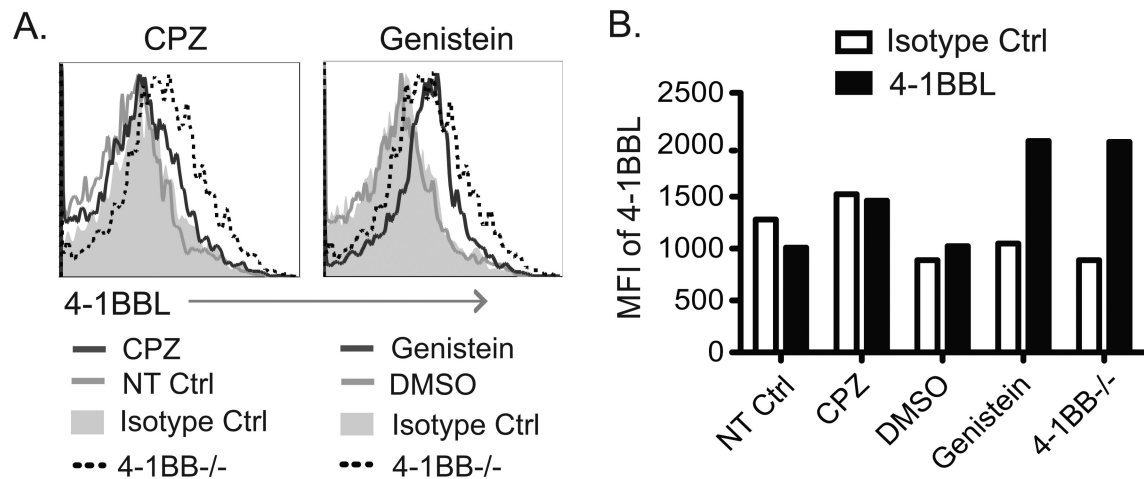 A.
CPZ
Genistein
4-1BBL
CPZ
NT Ctrl
Isotype Ctrl
4-1BB-/-
Genistein
DMSO
Isotype Ctrl
4-1BB-/-
B.
Isotype Ctrl
4-1BBL
MFI of 4-1BBL
2500
2000
1500
1000
500
0
NT Ctrl
CPZ
DMSO
Genistein
4-1BB-/-